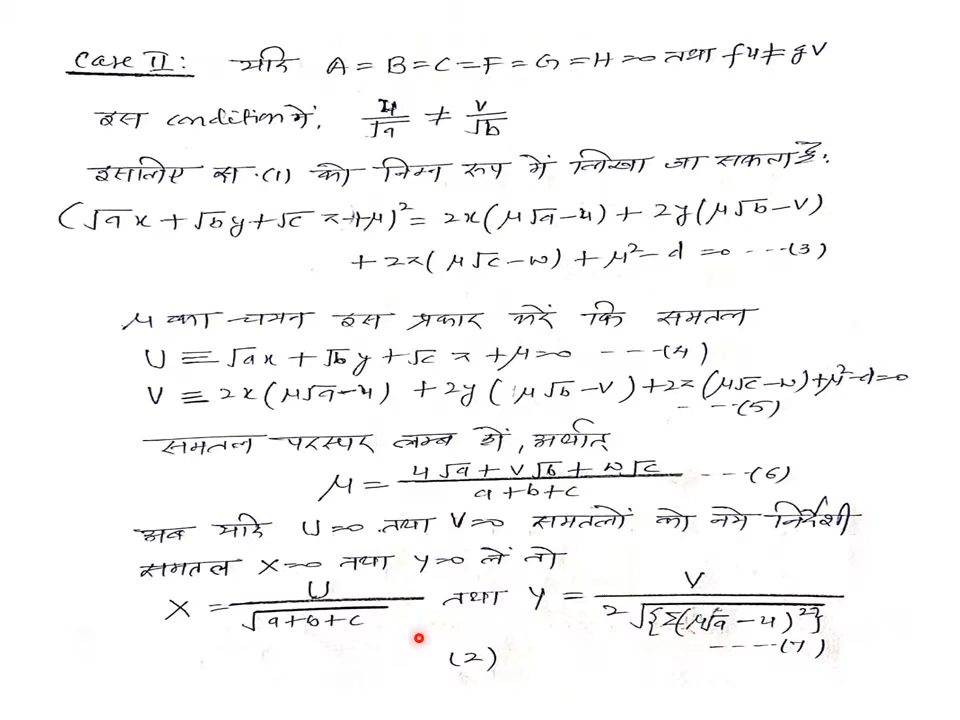 Case II: यदि A = B = C = F = G = H = 0 तथा fu ≠ gv
इस condition में, u/√a ≠ v/√b
इसलिए स.(1) को निम्न रूप में लिखा जा सकता है:
(√a x + √b y + √c z + μ)² = 2x(μ√a - u) + 2y(μ√b - v)
+ 2z(μ√c - w) + μ² - d = 0 ---(3)
μ का चयन इस प्रकार करें कि समतल
U ≡ √a x + √b y + √c z + μ = 0 ---(4)
V ≡ 2x(μ√a - u) + 2y(μ√b - v) + 2z(μ√c - w) + μ² - d = 0
---(5)
समतल परस्पर लम्ब हों, अर्थात
μ = (u√a + v√b + w√c)/(a + b + c) ---(6)
अब यदि U = 0 तथा V = 0 समतलों को नये निर्देशी
समतल X = 0 तथा Y = 0 लें तो
X = U/√(a + b + c) तथा Y = V/(2√{Σ(μ√a - u)²})
----(7)
(2)